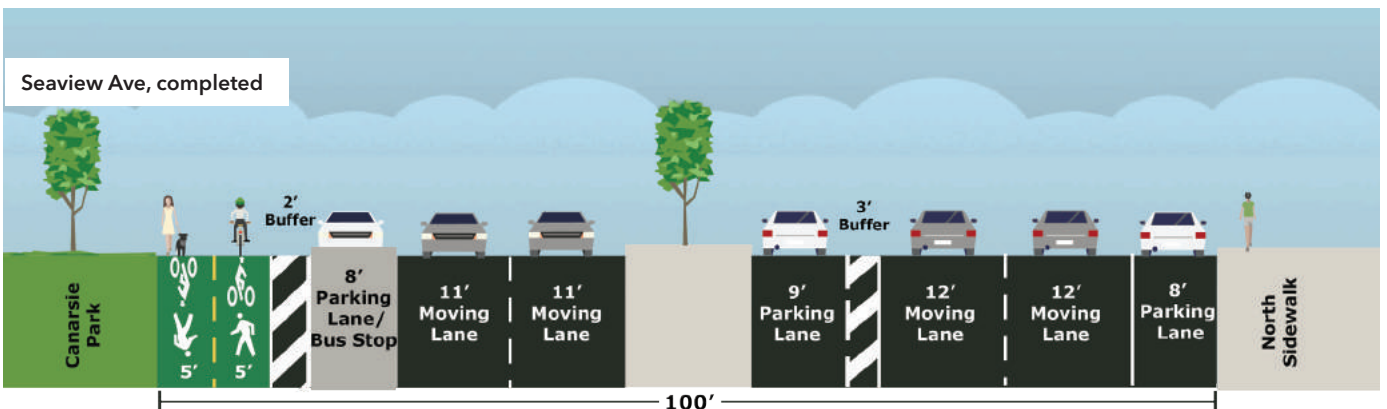 Seaview Ave, completed
Canarsie
Park
5’
5’
2’
Buffer
8’
Parking
Lane/
Bus Stop
11’
Moving
Lane
11’
Moving
Lane
9’
Parking
Lane
3’
Buffer
12’
Moving
Lane
12’
Moving
Lane
8’
Parking
Lane
North
Sidewalk
100’